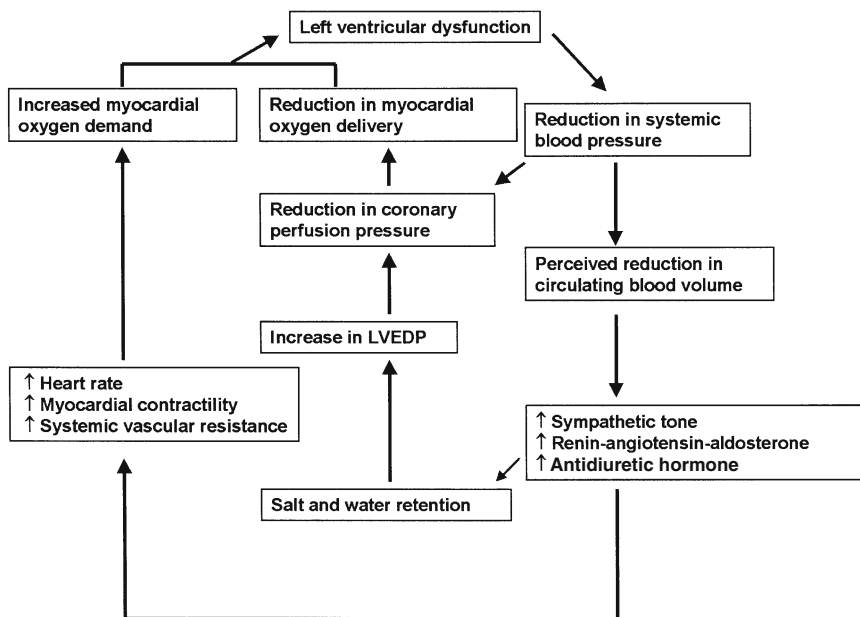 Left ventricular dysfunction
Increased myocardial
oxygen demand
Reduction in myocardial
oxygen delivery
Reduction in systemic
blood pressure
Reduction in coronary
perfusion pressure
Perceived reduction in
circulating blood volume
Increase in LVEDP
↑ Heart rate
↑ Myocardial contractility
↑ Systemic vascular resistance
↑ Sympathetic tone
↑ Renin-angiotensin-aldosterone
↑ Antidiuretic hormone
Salt and water retention